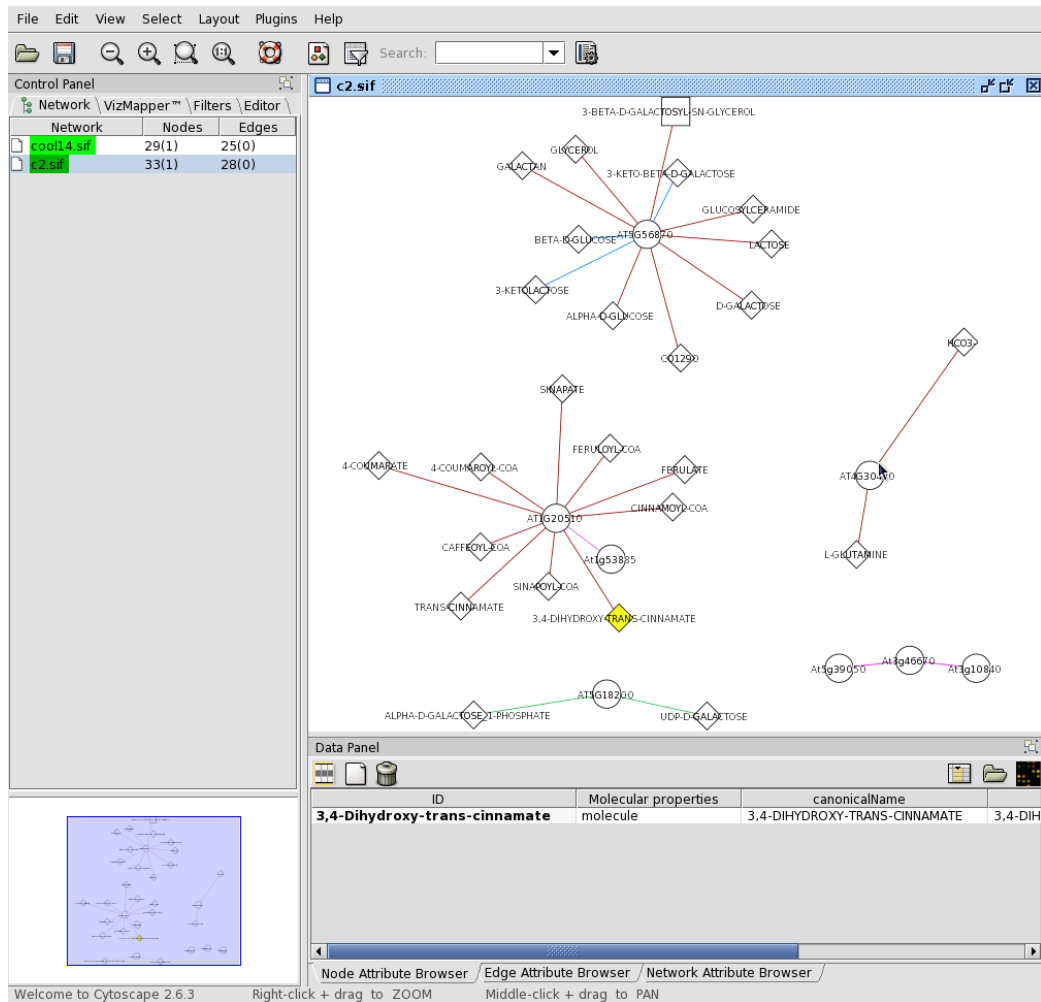 File Edit View Select Layout Plugins Help
Search:
Control Panel
Network VizMapper™ Filters Editor
Network Nodes Edges
cool14.sif 29(1) 25(0)
c2.sif 33(1) 28(0)
c2.sif
3-BETA-D-GALACTOSYL-SN-GLYCEROL
GLYCEROL
GALACTAN
3-KETO-BETA-D-GALACTOSE
GLUCOSYLCERAMIDE
AT5G56870
BETA-D-GLUCOSE
LACTOSE
3-KETOLACTOSE
D-GALACTOSE
ALPHA-D-GLUCOSE
C01290
HCO3-
SINAPATE
FERULOYL-COA
4-COUMARATE
4-COUMAROYL-COA
FERULATE
CINNAMOYL-COA
AT1G20510
CAFFEOYL-COA
At1g53885
L-GLUTAMINE
SINAPOYL-COA
TRANS-CINNAMATE
3,4-DIHYDROXY-TRANS-CINNAMATE
At5g39050 At3g46670 At3g10840
AT5G18200
ALPHA-D-GALACTOSE_1-PHOSPHATE
UDP-D-GALACTOSE
Data Panel
ID Molecular properties canonicalName
3,4-Dihydroxy-trans-cinnamate molecule 3,4-DIHYDROXY-TRANS-CINNAMATE 3,4-DIH
Node Attribute Browser Edge Attribute Browser Network Attribute Browser
Welcome to Cytoscape 2.6.3 Right-click + drag to ZOOM Middle-click + drag to PAN